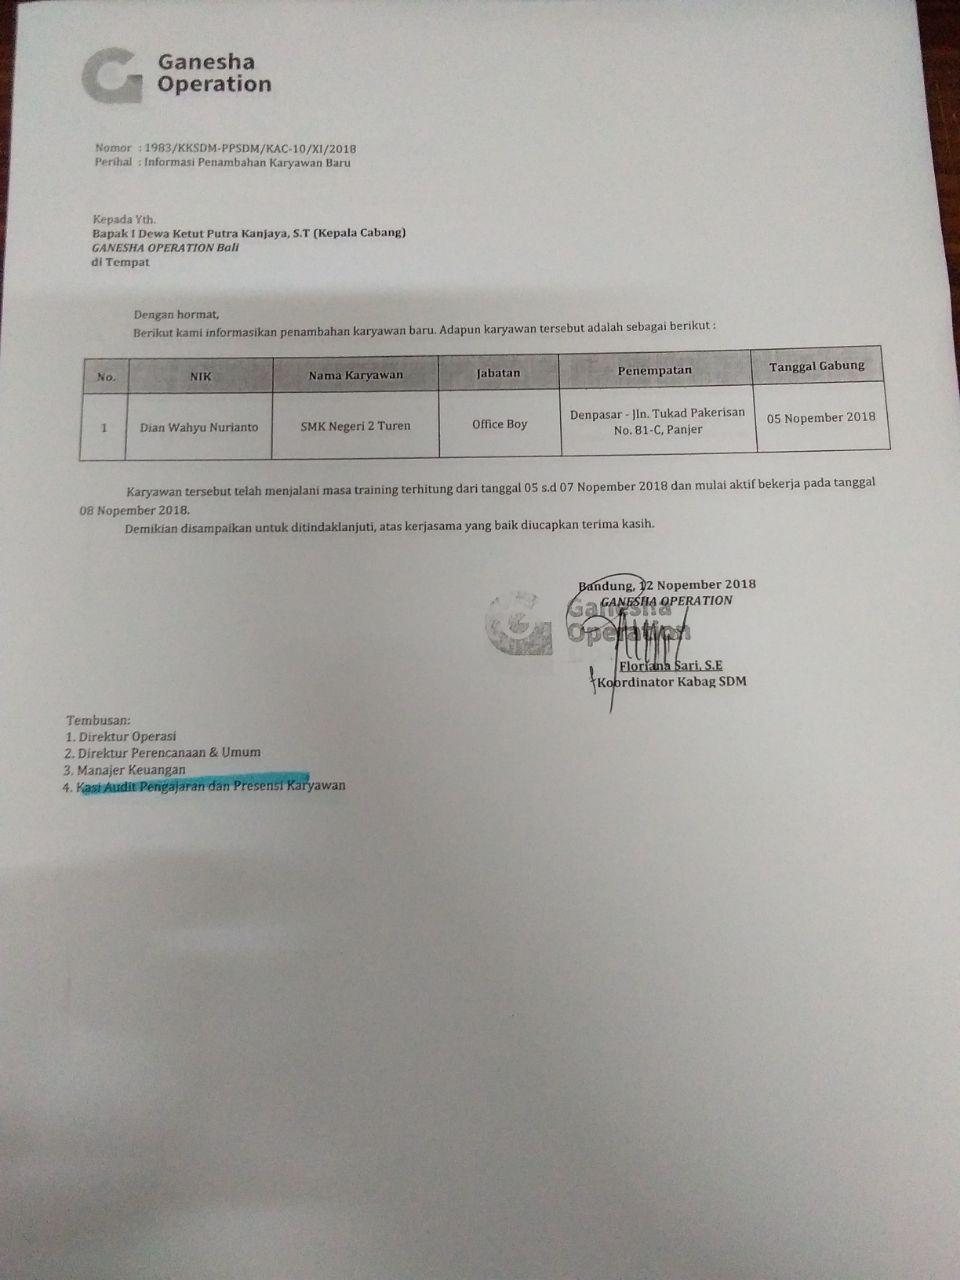 Ganesha
Operation
Nomor : 1983/KKSDM-PPSDM/KAC-10/XI/2018
Perihal : Informasi Penambahan Karyawan Baru
Kepada Yth.
Bapak I Dewa Ketut Putra Kanjaya, S.T (Kepala Cabang)
GANESHA OPERATION Bali
di Tempat
Dengan hormat,
Berikut kami informasikan penambahan karyawan baru. Adapun karyawan tersebut adalah sebagai berikut :
No. NIK Nama Karyawan Jabatan Penempatan Tanggal Gabung
1 Dian Wahyu Nurianto SMK Negeri 2 Turen Office Boy Denpasar - Jln. Tukad Pakerisan 05 Nopember 2018
No. 81-C, Panjer
Karyawan tersebut telah menjalani masa training terhitung dari tanggal 05 s.d 07 Nopember 2018 dan mulai aktif bekerja pada tanggal
08 Nopember 2018.
Demikian disampaikan untuk ditindaklanjuti, atas kerjasama yang baik diucapkan terima kasih.
Bandung, 12 Nopember 2018
GANESHA OPERATION
Ganesha
Operation
Floriana Sari, S.E
Koordinator Kabag SDM
Tembusan:
1. Direktur Operasi
2. Direktur Perencanaan & Umum
3. Manajer Keuangan
4. Kasi Audit Pengajaran dan Presensi Karyawan